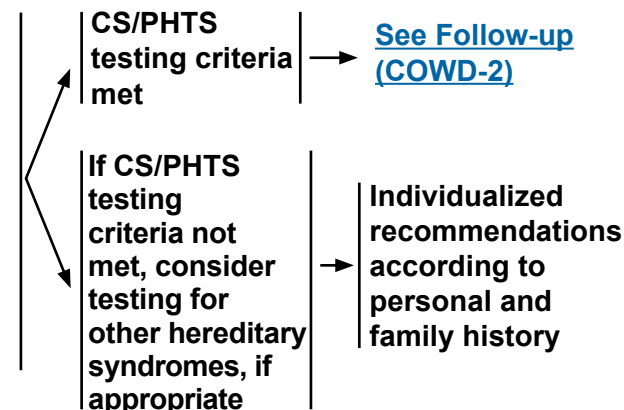 CS/PHTS
testing criteria
met
See Follow-up
(COWD-2)
If CS/PHTS
testing
criteria not
met, consider
testing for
other hereditary
syndromes, if
appropriate
Individualized
recommendations
according to
personal and
family history